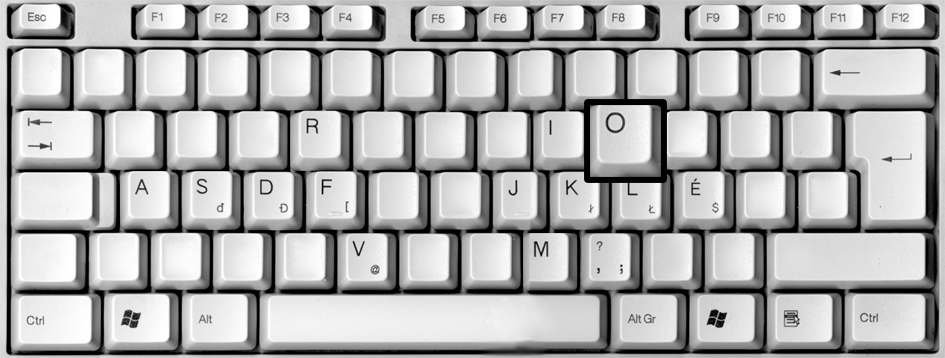 Esc F1 F2 F3 F4 F5 F6 F7 F8 F9 F10 F11 F12
R I O
A S đ D Đ F [ J K ł L Ł É $
V @ M ? , ;
Ctrl Alt Alt Gr Ctrl